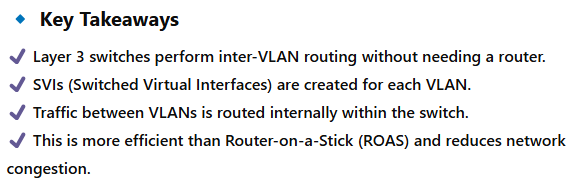 🔹 Key Takeaways
✔ Layer 3 switches perform inter-VLAN routing without needing a router.
✔ SVIs (Switched Virtual Interfaces) are created for each VLAN.
✔ Traffic between VLANs is routed internally within the switch.
✔ This is more efficient than Router-on-a-Stick (ROAS) and reduces network
congestion.